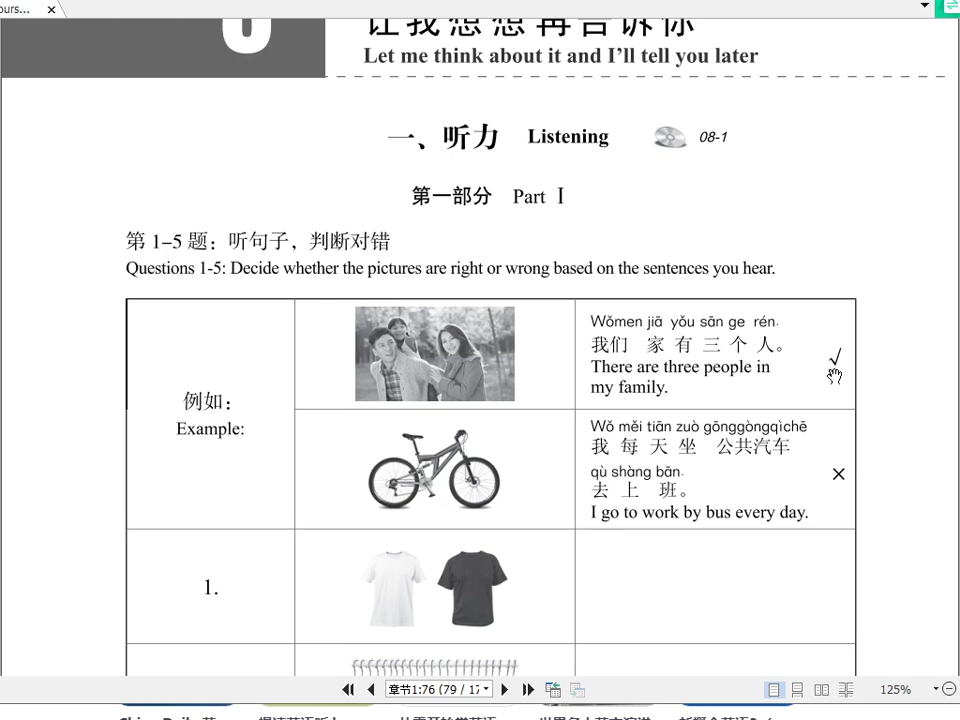 ours...
让我想想再告诉你
Let me think about it and I'll tell you later
一、听力 Listening 08-1
第一部分 Part Ⅰ
第 1–5 题：听句子，判断对错
Questions 1-5: Decide whether the pictures are right or wrong based on the sentences you hear.
例如：
Example:
Wǒmen jiā yǒu sān ge rén.
我们 家 有 三 个 人。
There are three people in
my family.
√
Wǒ měi tiān zuò gōnggòngqìchē
我 每 天 坐 公共汽车
qù shàng bān.
去 上 班。
I go to work by bus every day.
×
1.
章节1:76 (79 / 17
125%